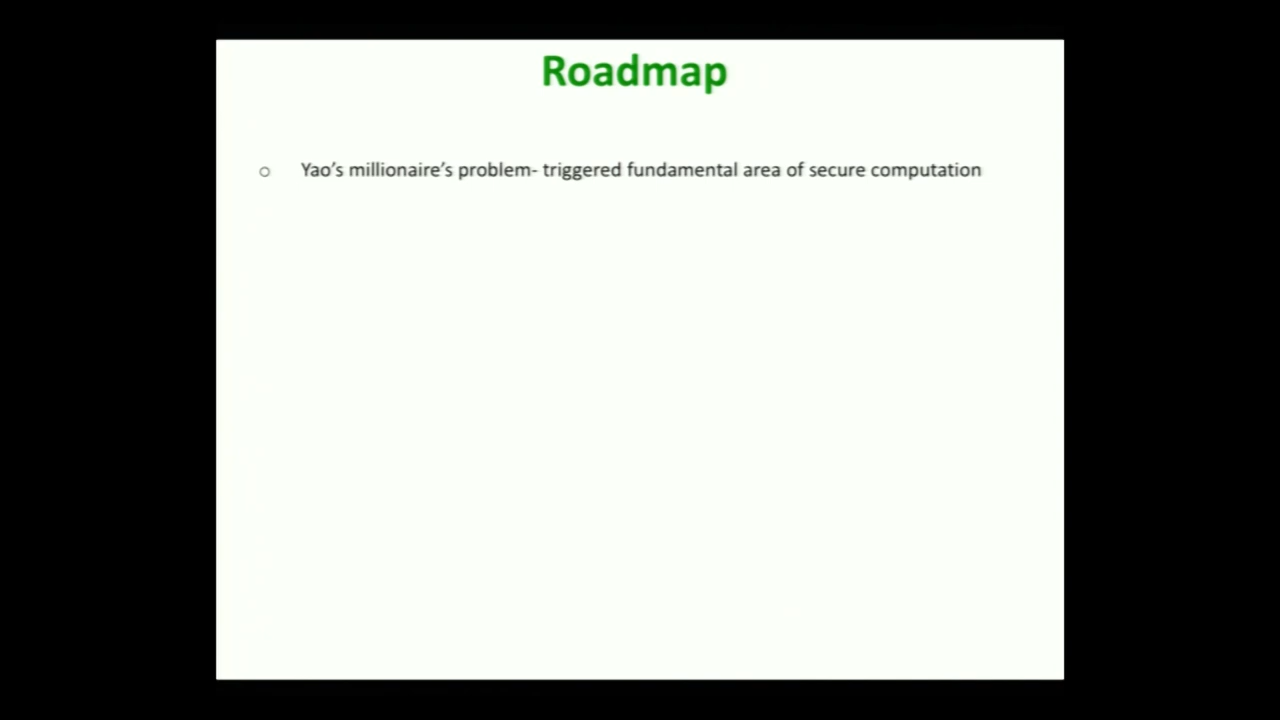 Roadmap
○ Yao’s millionaire’s problem- triggered fundamental area of secure computation